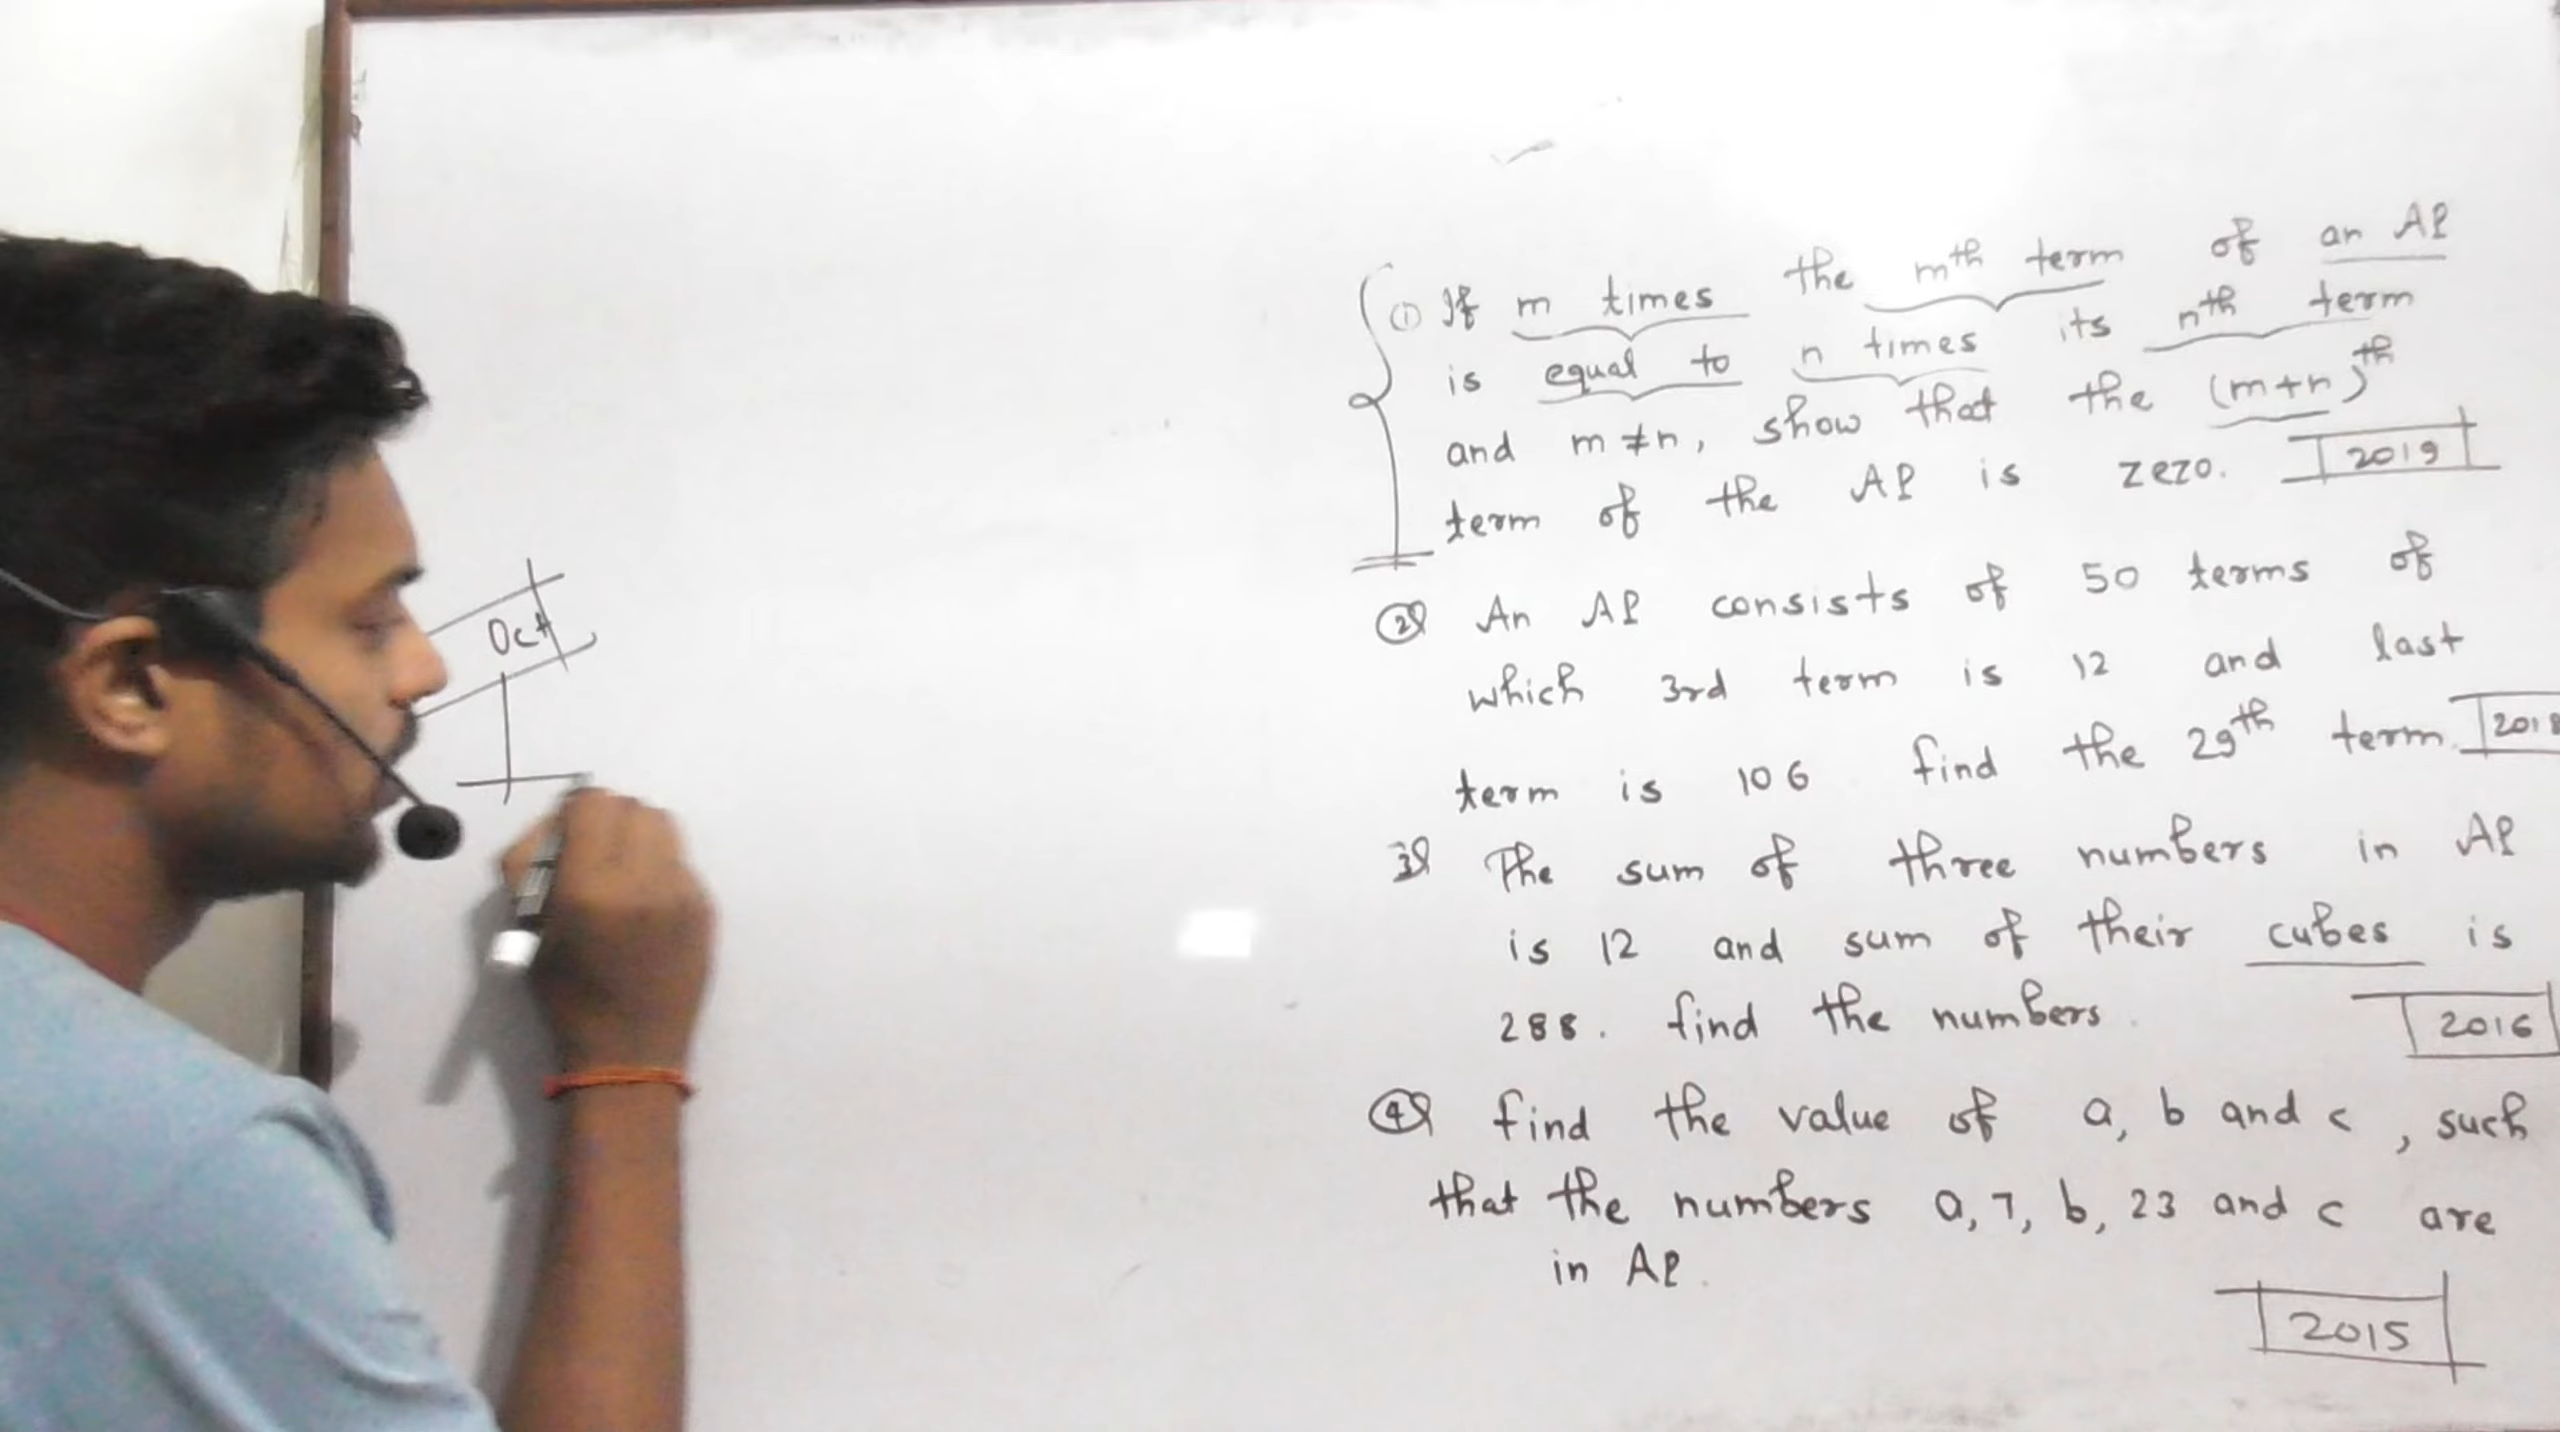 Oct
① If m times the mth term of an AP
is equal to n times its nth term
and m ≠ n, show that the (m+n)th
term of the AP is zero. 2019
② An AP consists of 50 terms of
which 3rd term is 12 and last
term is 106 find the 29th term. 2018
3) The sum of three numbers in AP
is 12 and sum of their cubes is
288. find the numbers. 2016
④ find the value of a, b and c, such
that the numbers a, 7, b, 23 and c are
in AP.
2015